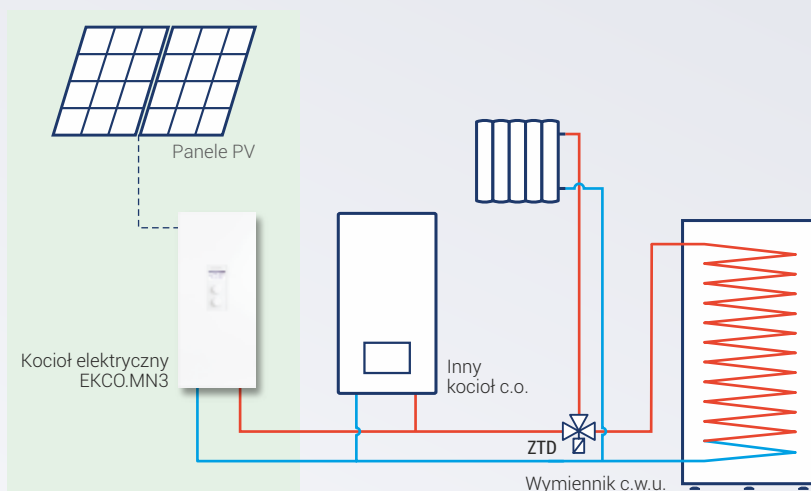 Panele PV
Kocioł elektryczny
EKCO.MN3
Inny
kocioł c.o.
ZTD
Wymiennik c.w.u.